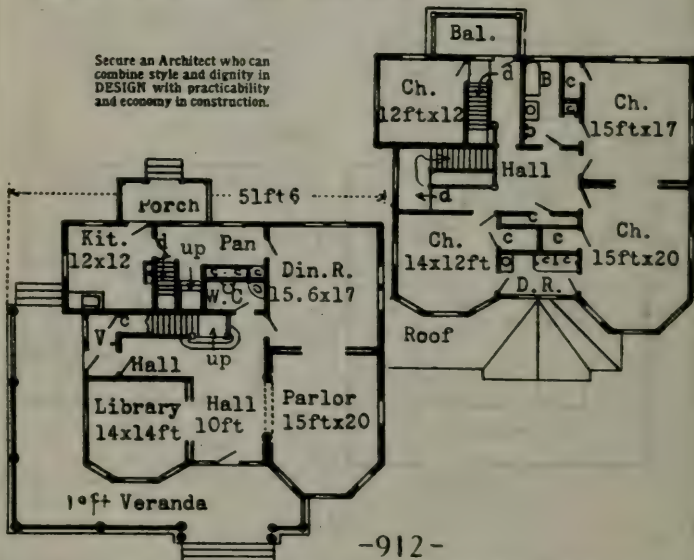 Secure an Architect who can
combine style and dignity in
DESIGN with practicability
and economy in construction.
Bal.
Ch.
12ftx12
d
B
c
Ch.
15ftx17
Hall
d
c
Ch.
14x12ft
c
c
Ch.
15ftx20
D.R.
Roof
51ft6
Porch
Kit.
12x12
d
up
Pan
Din.R.
15.6x17
W.C
V.
c
up
Hall
Library
14x14ft
Hall
10ft
Parlor
15ftx20
10ft Veranda
-912-